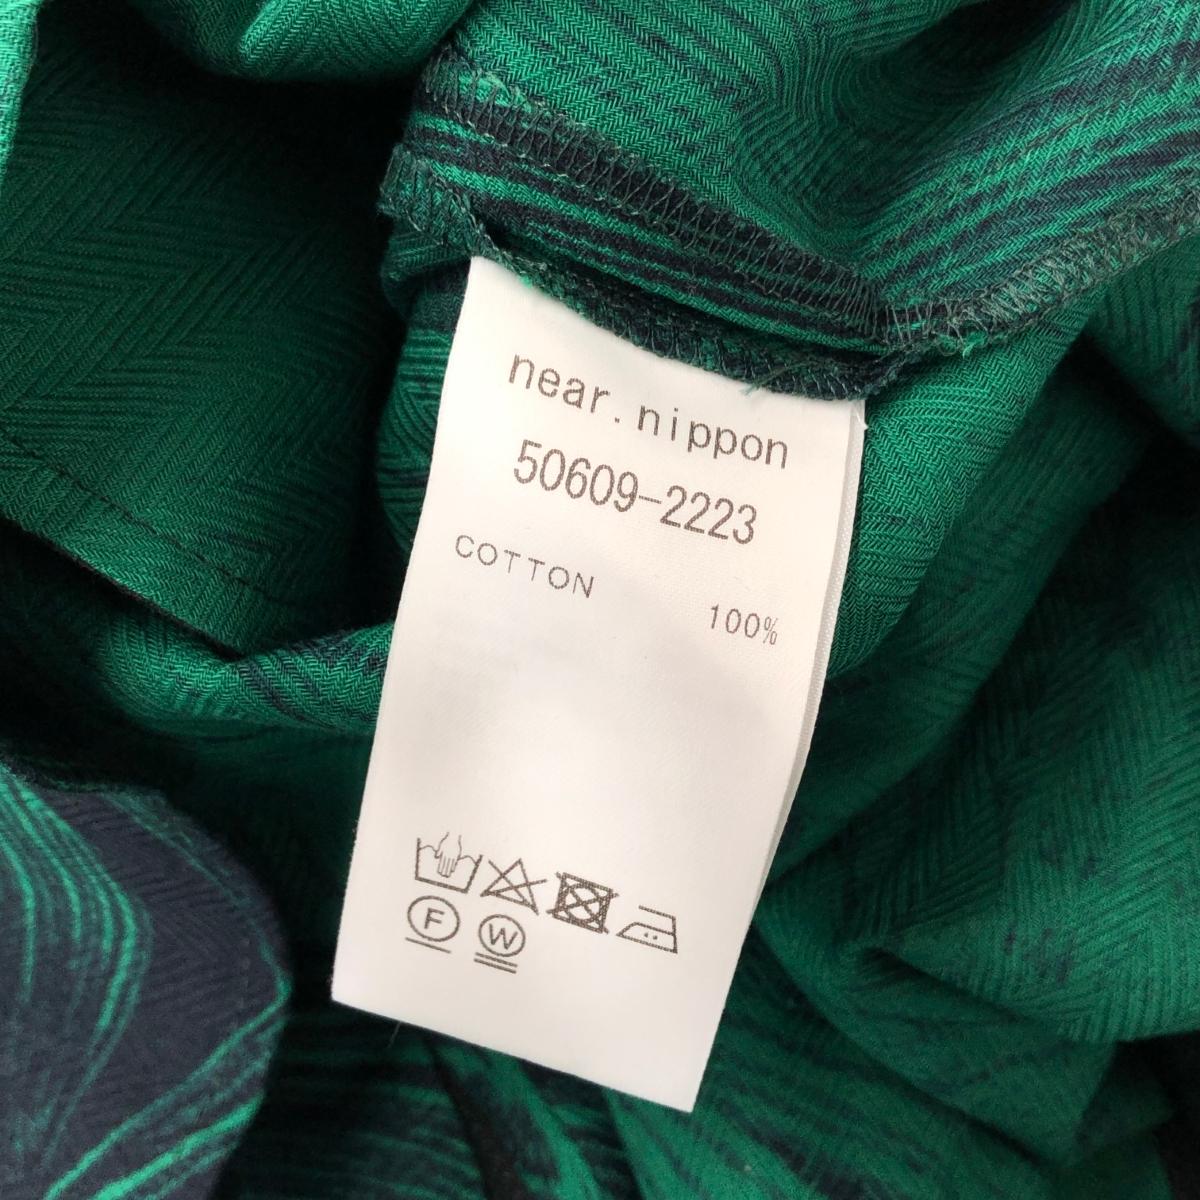 near.nippon
50609-2223
COTTON
100%
F
W